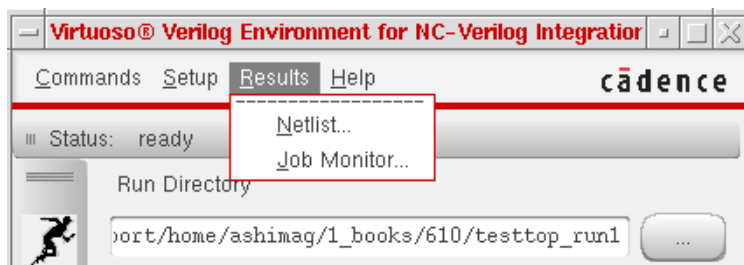 Virtuoso® Verilog Environment for NC-Verilog Integration
Commands Setup Results Help cādence
Netlist...
Status: ready
Job Monitor...
Run Directory
port/home/ashimag/1_books/610/testtop_run1 ...